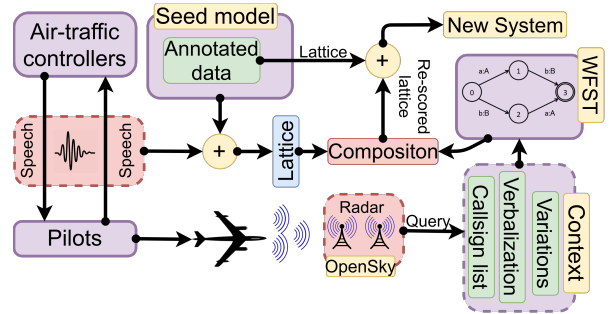 Seed model
Air-traffic
controllers
Annotated
data
Lattice
+
New System
Re-scored
lattice
a:A
b:B
0
1
2
3
b:B
a:A
WFST
Speech
Speech
+
Lattice
Compositon
Pilots
Radar
OpenSky
Query
Callsign list
Verbalization
Variations
Context